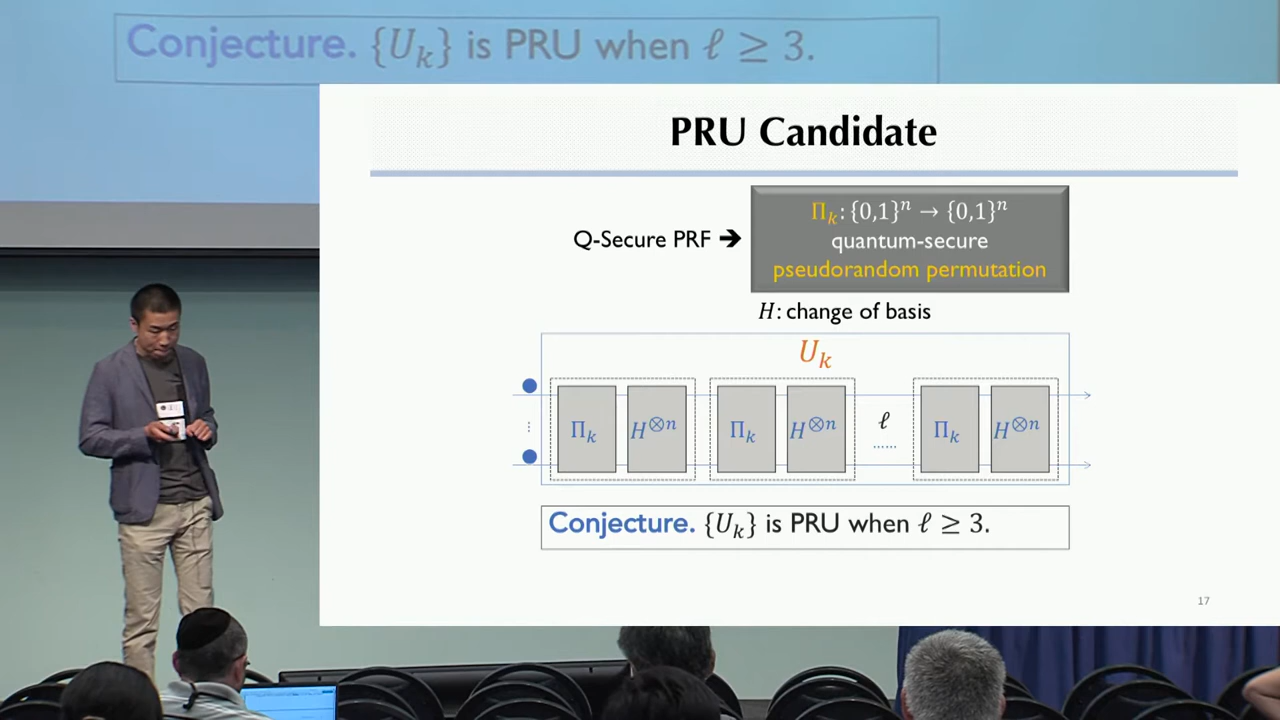 Conjecture. {U_k} is PRU when ℓ ≥ 3.
PRU Candidate
Π_k: {0,1}^n → {0,1}^n
Q-Secure PRF ➔ quantum-secure
pseudorandom permutation
H: change of basis
U_k
Π_k H^⊗n Π_k H^⊗n ℓ ...... Π_k H^⊗n
Conjecture. {U_k} is PRU when ℓ ≥ 3.
17